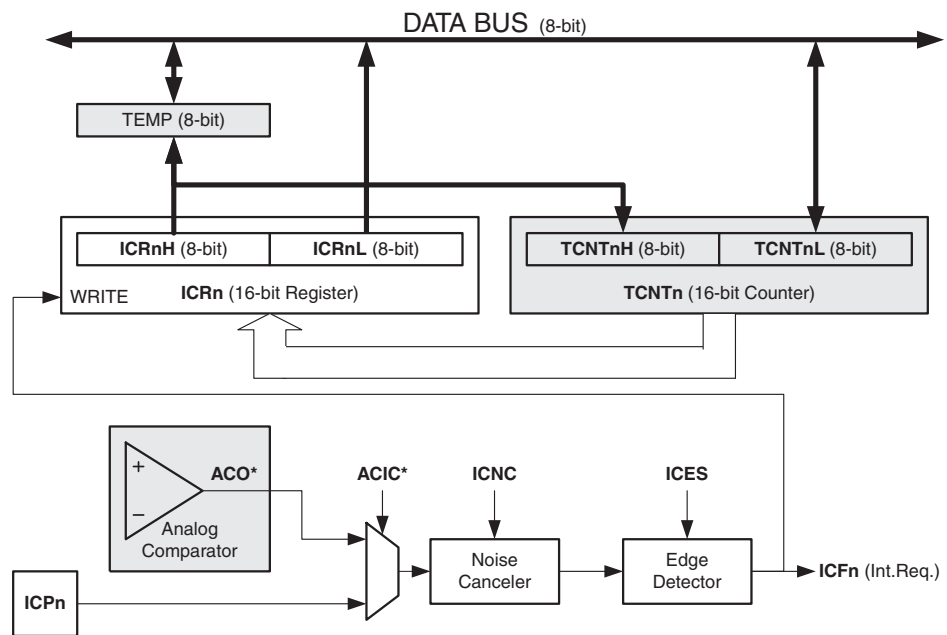 DATA BUS (8-bit)
TEMP (8-bit)
ICRnH (8-bit) ICRnL (8-bit) TCNTnH (8-bit) TCNTnL (8-bit)
WRITE ICRn (16-bit Register) TCNTn (16-bit Counter)
+
-
ACO* ACIC* ICNC ICES
Analog
Comparator
Noise
Canceler
Edge
Detector
ICFn (Int.Req.)
ICPn